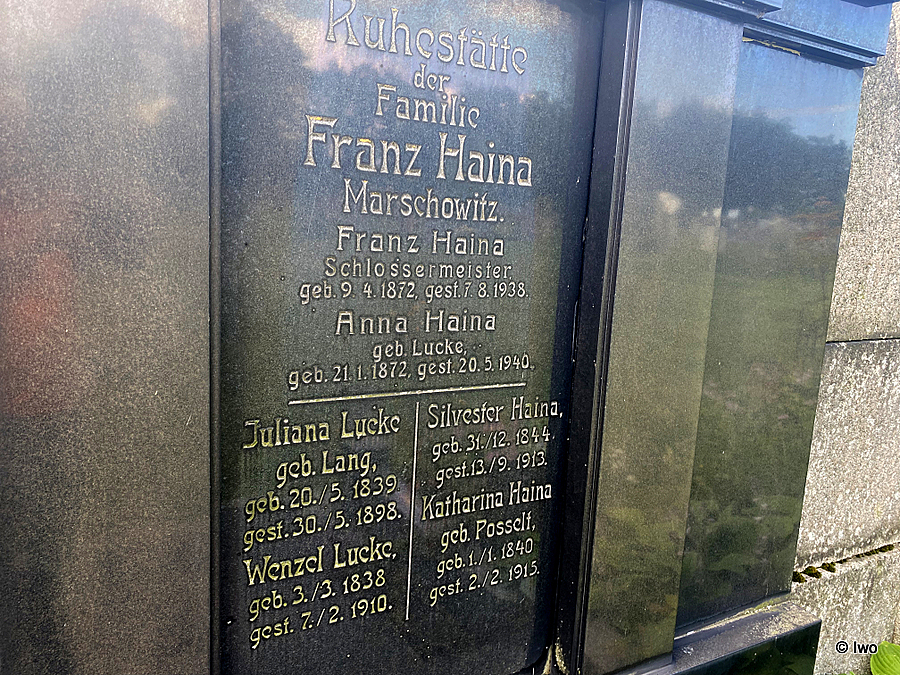 Ruhestätte
der
Familie
Franz Haina
Marschowitz.
Franz Haina
Schlossermeister,
geb. 9. 4. 1872, gest. 7. 8. 1938.
Anna Haina
geb. Lucke,
geb. 21. 1. 1872, gest. 20. 5. 1940.
Juliana Lucke
geb. Lang,
geb. 20./5. 1839.
gest. 30./5. 1898.
Wenzel Lucke,
geb. 3./3. 1838
gest. 7./2. 1910.
Silvester Haina,
geb. 31./12. 1844.
gest. 13./9. 1913.
Katharina Haina
geb. Posselt,
geb. 1./1. 1840
gest. 2./2. 1915.
© Iwo